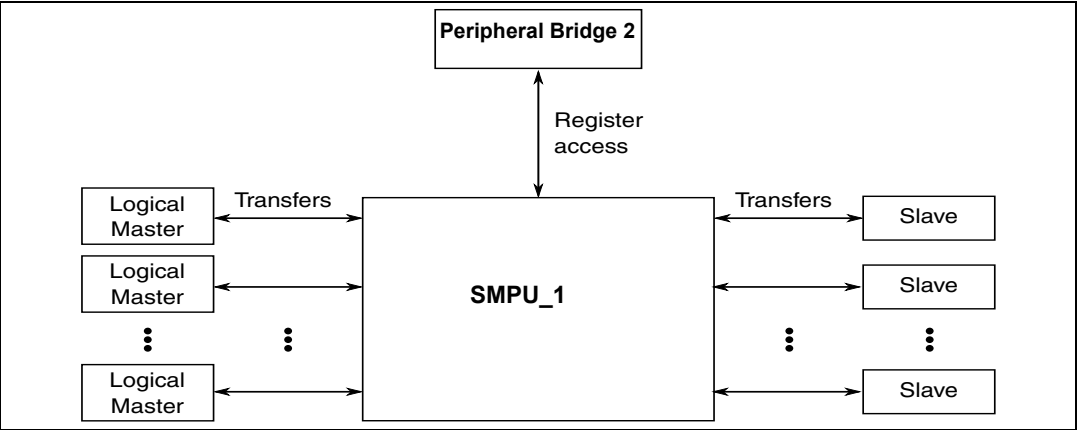 Peripheral Bridge 2
Register
access
Logical
Master
Transfers
Transfers
Slave
Logical
Master
SMPU_1
Slave
Logical
Master
Slave